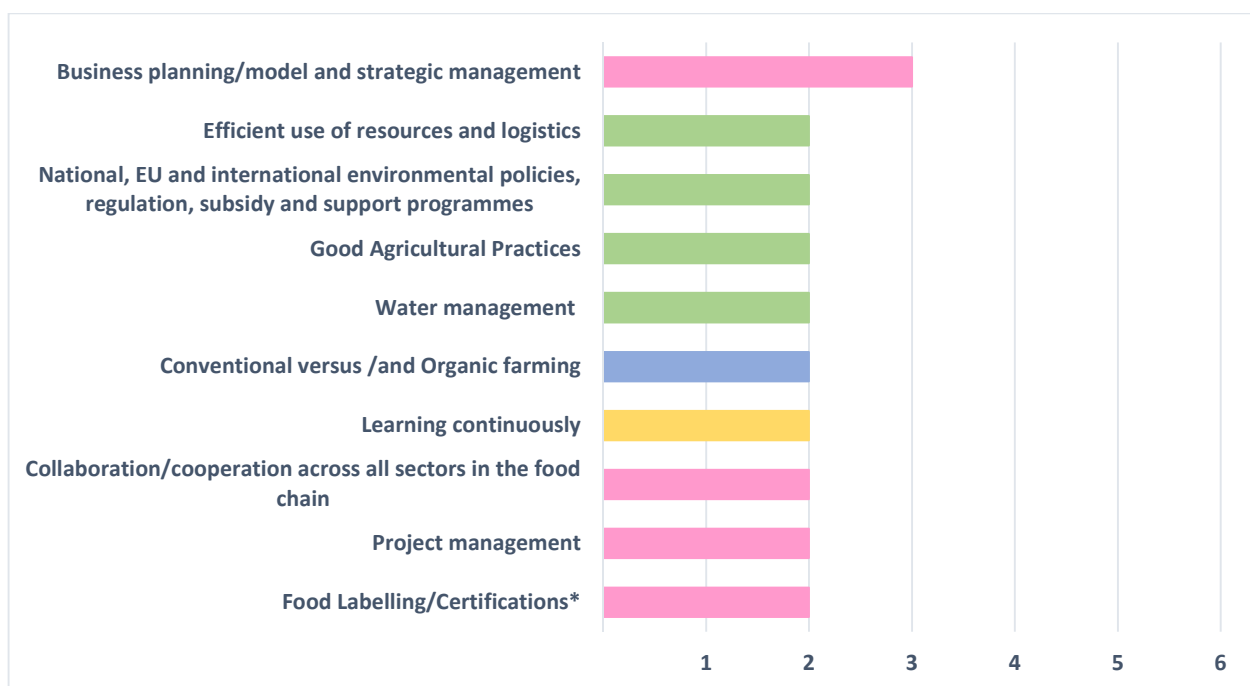 Business planning/model and strategic management
Efficient use of resources and logistics
National, EU and international environmental policies,
regulation, subsidy and support programmes
Good Agricultural Practices
Water management
Conventional versus /and Organic farming
Learning continuously
Collaboration/cooperation across all sectors in the food
chain
Project management
Food Labelling/Certifications*
1 2 3 4 5 6